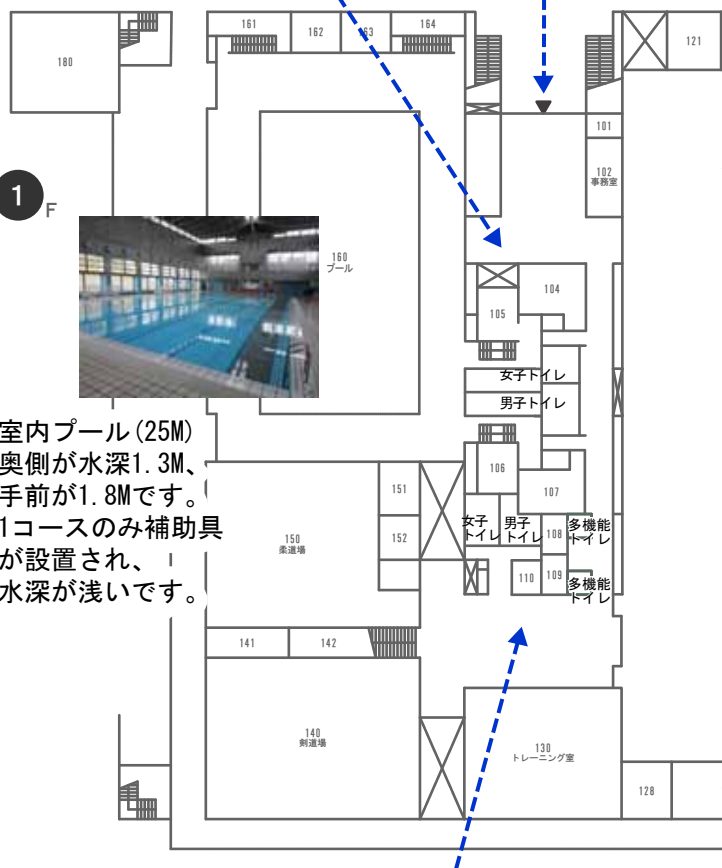 161
162
163
164
121
180
101
102
事務室
1
F
160
プール
104
105
女子トイレ
男子トイレ
室内プール(25M)
奥側が水深1.3M、
手前が1.8Mです。
1コースのみ補助具
が設置され、
水深が浅いです。
106
107
151
150
柔道場
152
女子
トイレ
男子
トイレ
108
多機能
トイレ
110
109
多機能
トイレ
141
142
140
剣道場
130
トレーニング室
128